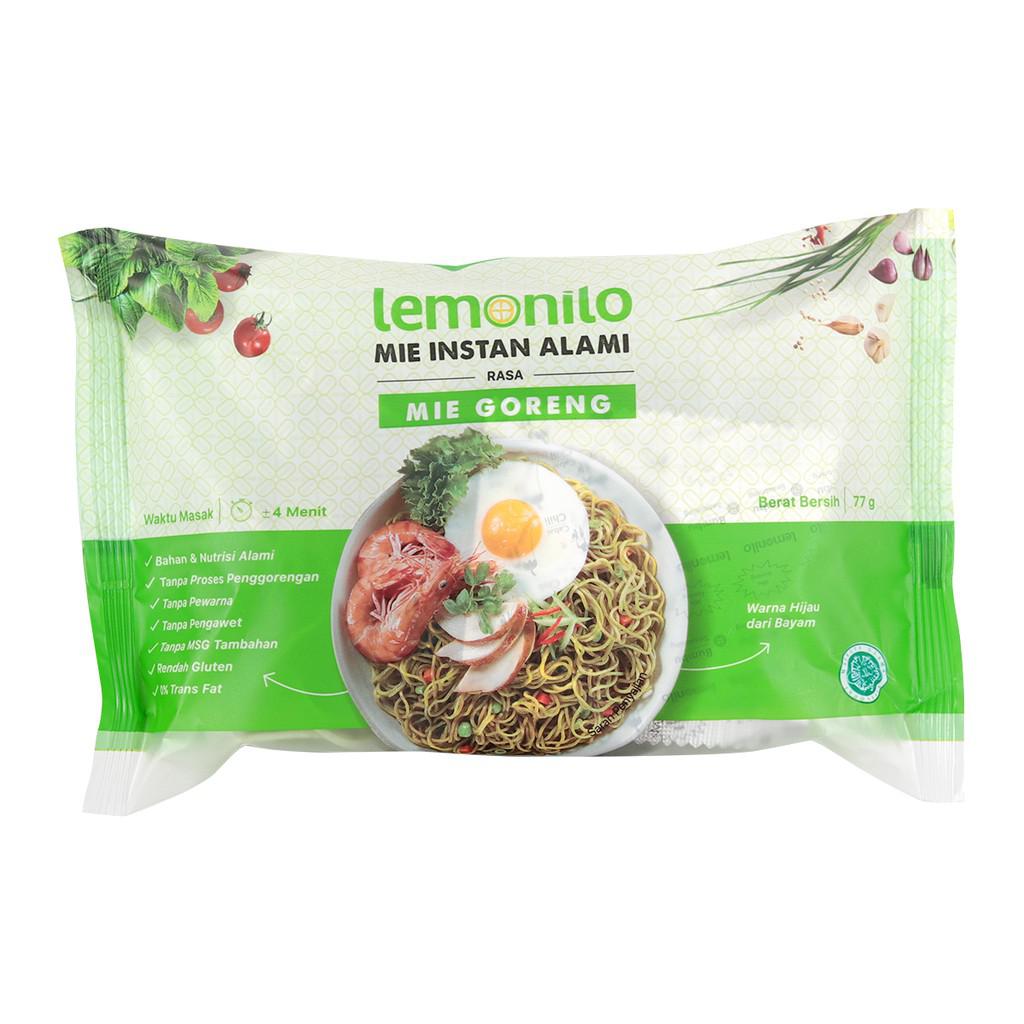 lemonilo
MIE INSTAN ALAMI
RASA
MIE GORENG
Waktu Masak
±4 Menit
Berat Bersih
77 g
✓ Bahan & Nutrisi Alami
✓ Tanpa Proses Penggorengan
✓ Tanpa Pewarna
✓ Tanpa Pengawet
✓ Tanpa MSG Tambahan
✓ Rendah Gluten
✓ 0% Trans Fat
Warna Hijau
dari Bayam
Saran Penyajian
lemonilo